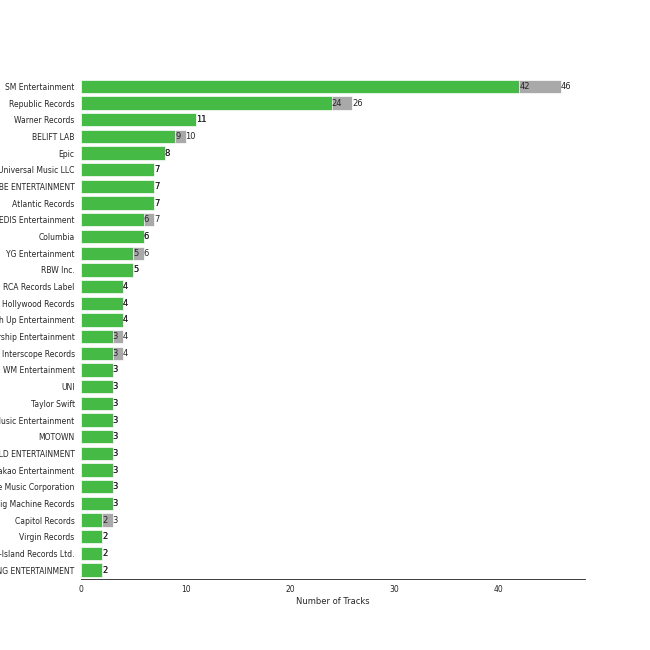 SM Entertainment 42 46
Republic Records 24 26
Warner Records 11
BELIFT LAB 9 10
Epic 8
Universal Music LLC 7
BE ENTERTAINMENT 7
Atlantic Records 7
EDIS Entertainment 6 7
Columbia 6
YG Entertainment 5 6
RBW Inc. 5
RCA Records Label 4
Hollywood Records 4
h Up Entertainment 4
rship Entertainment 3 4
Interscope Records 3 4
WM Entertainment 3
UNI 3
Taylor Swift 3
usic Entertainment 3
MOTOWN 3
LD ENTERTAINMENT 3
akao Entertainment 3
e Music Corporation 3
ig Machine Records 3
Capitol Records 2 3
Virgin Records 2
-Island Records Ltd. 2
NG ENTERTAINMENT 2
0 10 20 30 40
Number of Tracks